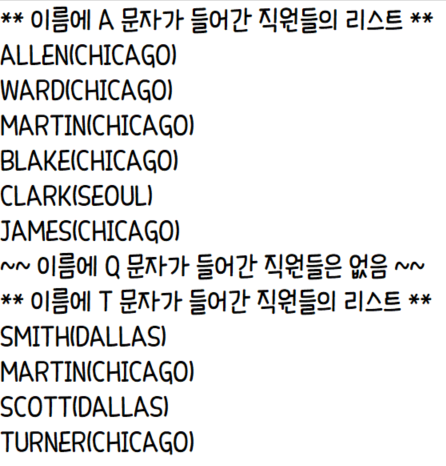 ** 이름에 A 문자가 들어간 직원들의 리스트 **
ALLEN(CHICAGO)
WARD(CHICAGO)
MARTIN(CHICAGO)
BLAKE(CHICAGO)
CLARK(SEOUL)
JAMES(CHICAGO)
~~ 이름에 Q 문자가 들어간 직원들은 없음 ~~
** 이름에 T 문자가 들어간 직원들의 리스트 **
SMITH(DALLAS)
MARTIN(CHICAGO)
SCOTT(DALLAS)
TURNER(CHICAGO)